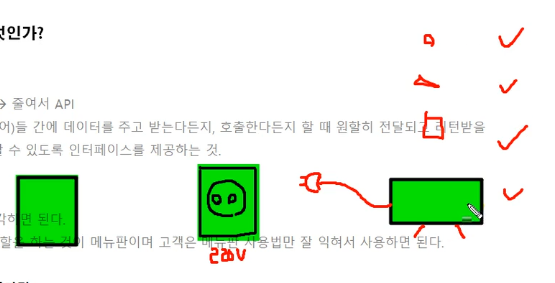 것인가?
→ 줄여서 API
어)들 간에 데이터를 주고 받는다든지, 호출한다든지 할 때 원할히 전달되고 리턴받을
할 수 있도록 인터페이스를 제공하는 것.
각하면 된다.
할을 하는 것이 메뉴판이며 고객은 메뉴판 사용법만 잘 익혀서 사용하면 된다.
220V